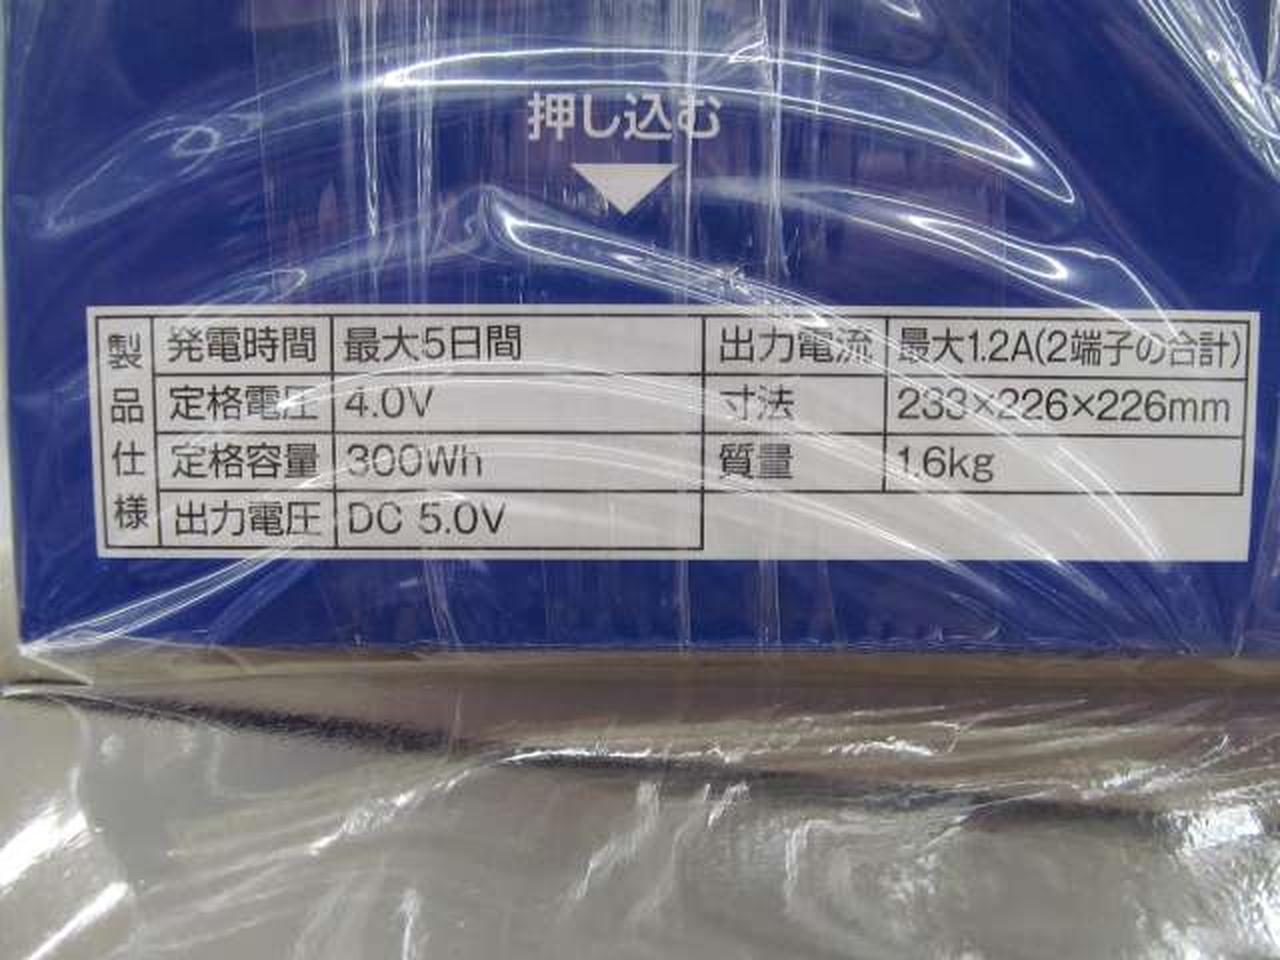 押し込む
製品仕様
発電時間 最大5日間 出力電流 最大1.2A(2端子の合計)
定格電圧 4.0V 寸法 233×226×226mm
定格容量 300Wh 質量 1.6kg
出力電圧 DC 5.0V